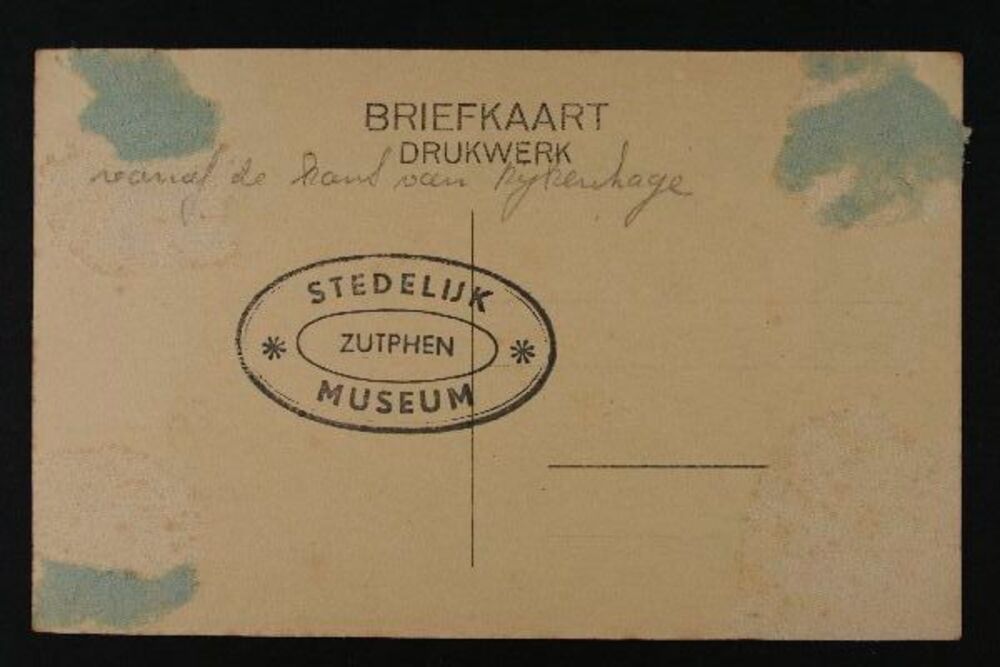 BRIEFKAART
DRUKWERK
vanaf de kant van Rykenhage
STEDELIJK
ZUTPHEN
MUSEUM